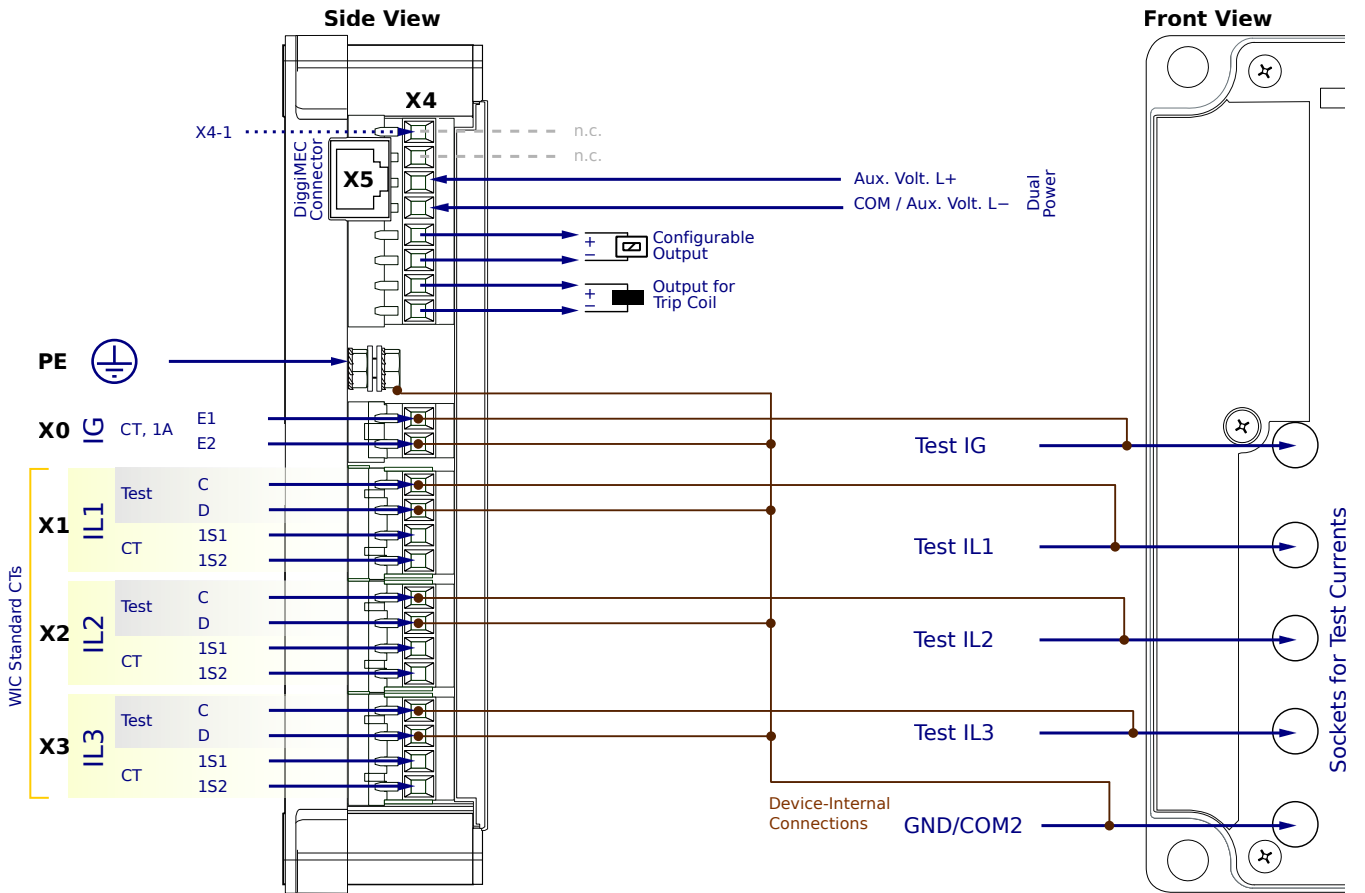 Side View
Front View
X4
X4-1
n.c.
n.c.
DiggiMEC
Connector
X5
Aux. Volt. L+
COM / Aux. Volt. L−
Dual
Power
+
−
Configurable
Output
+
−
Output for
Trip Coil
PE
X0
IG
CT, 1A
E1
E2
Test IG
WIC Standard CTs
X1
IL1
Test
C
D
CT
1S1
1S2
Test IL1
X2
IL2
Test
C
D
CT
1S1
1S2
Test IL2
X3
IL3
Test
C
D
CT
1S1
1S2
Test IL3
Sockets for Test Currents
Device-Internal
Connections
GND/COM2